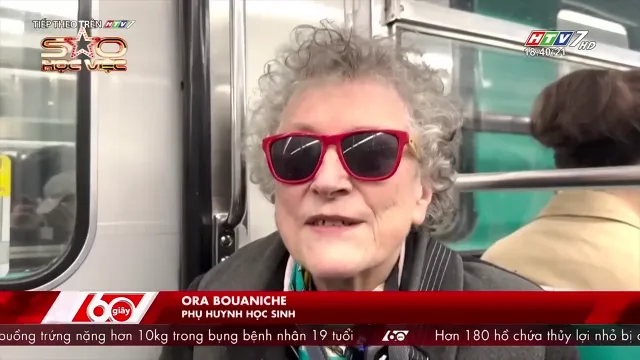 TIẾP THEO TRÊN HTV7
SAO
HỌC VIỆC
HTV7 HD
18:40:21
60 giây
ORA BOUANICHE
PHỤ HUYNH HỌC SINH
buồng trứng nặng hơn 10kg trong bụng bệnh nhân 19 tuổi
60
Hơn 180 hồ chứa thủy lợi nhỏ bị